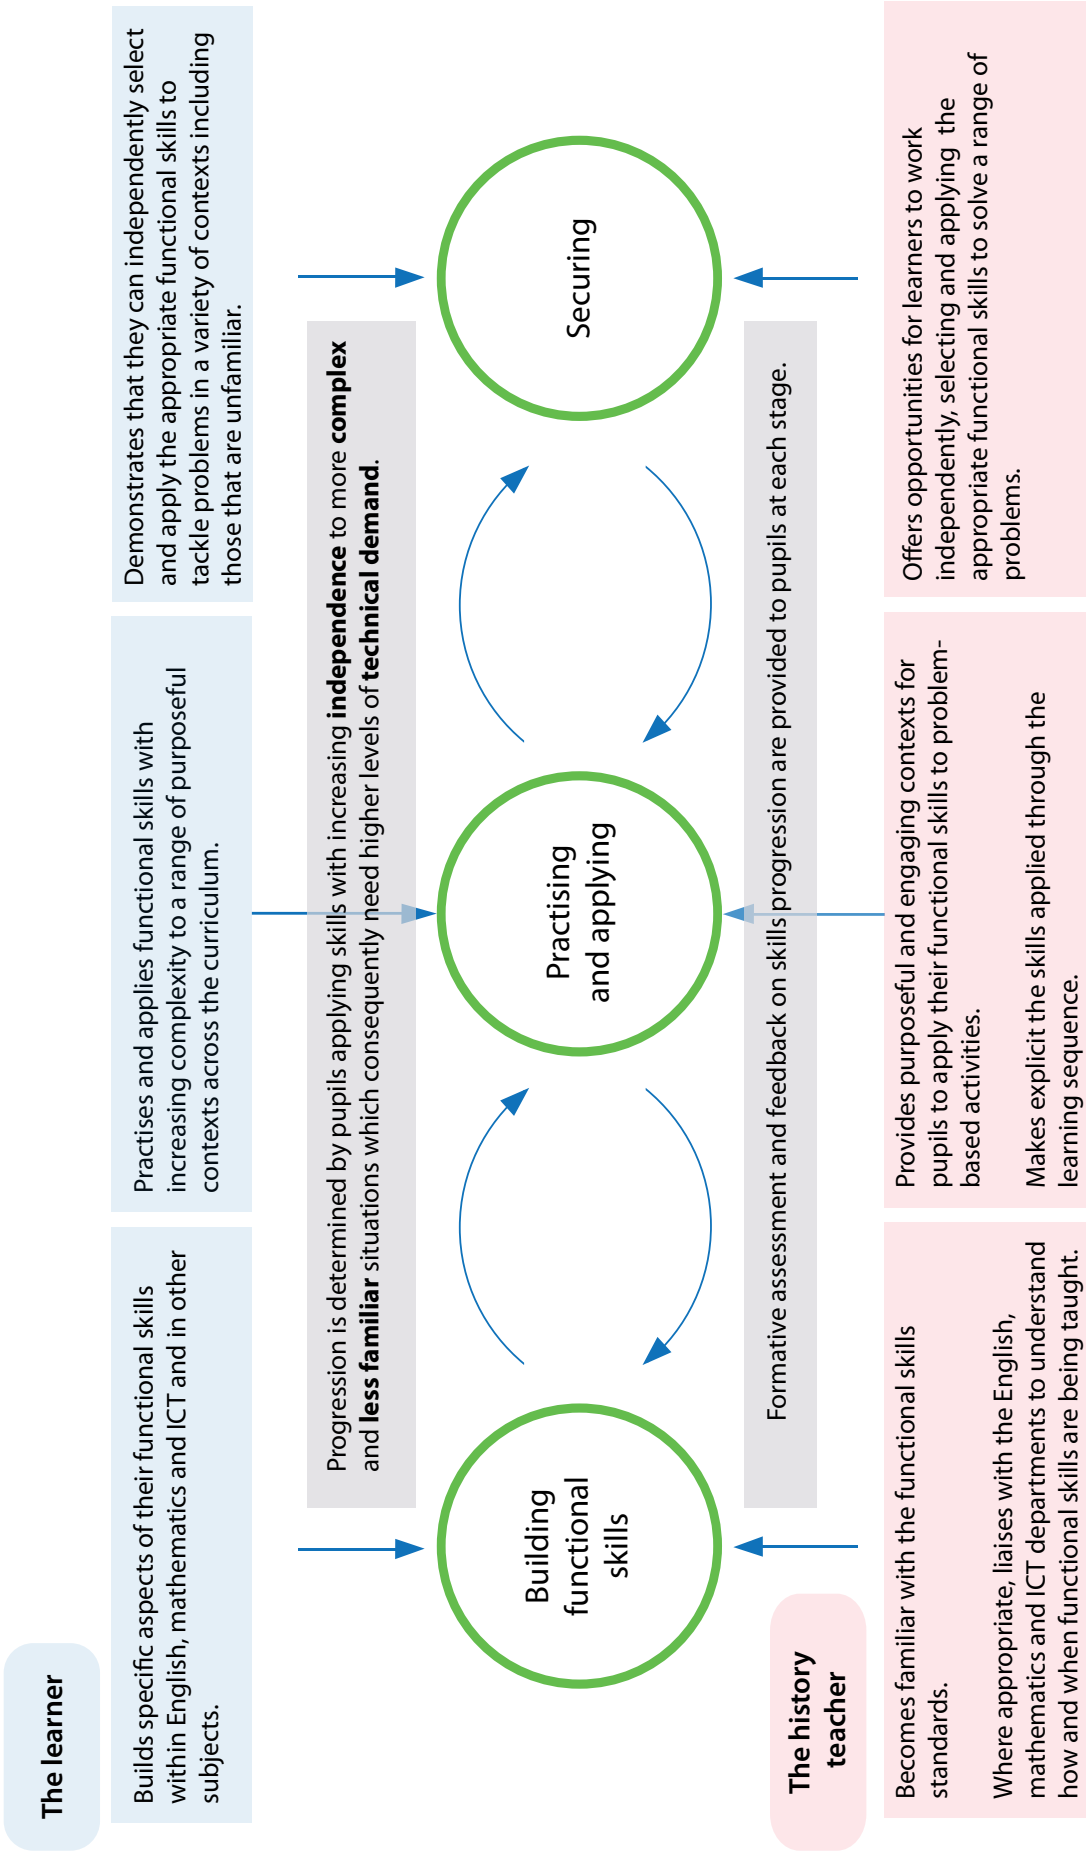 The learner
Builds specific aspects of their functional skills
within English, mathematics and ICT and in other
subjects.
Practises and applies functional skills with
increasing complexity to a range of purposeful
contexts across the curriculum.
Demonstrates that they can independently select
and apply the appropriate functional skills to
tackle problems in a variety of contexts including
those that are unfamiliar.
Progression is determined by pupils applying skills with increasing independence to more complex
and less familiar situations which consequently need higher levels of technical demand.
Building
functional
skills
Practising
and applying
Securing
Formative assessment and feedback on skills progression are provided to pupils at each stage.
The history
teacher
Becomes familiar with the functional skills
standards.
Where appropriate, liaises with the English,
mathematics and ICT departments to understand
how and when functional skills are being taught.
Provides purposeful and engaging contexts for
pupils to apply their functional skills to problem-
based activities.
Makes explicit the skills applied through the
learning sequence.
Offers opportunities for learners to work
independently, selecting and applying the
appropriate functional skills to solve a range of
problems.